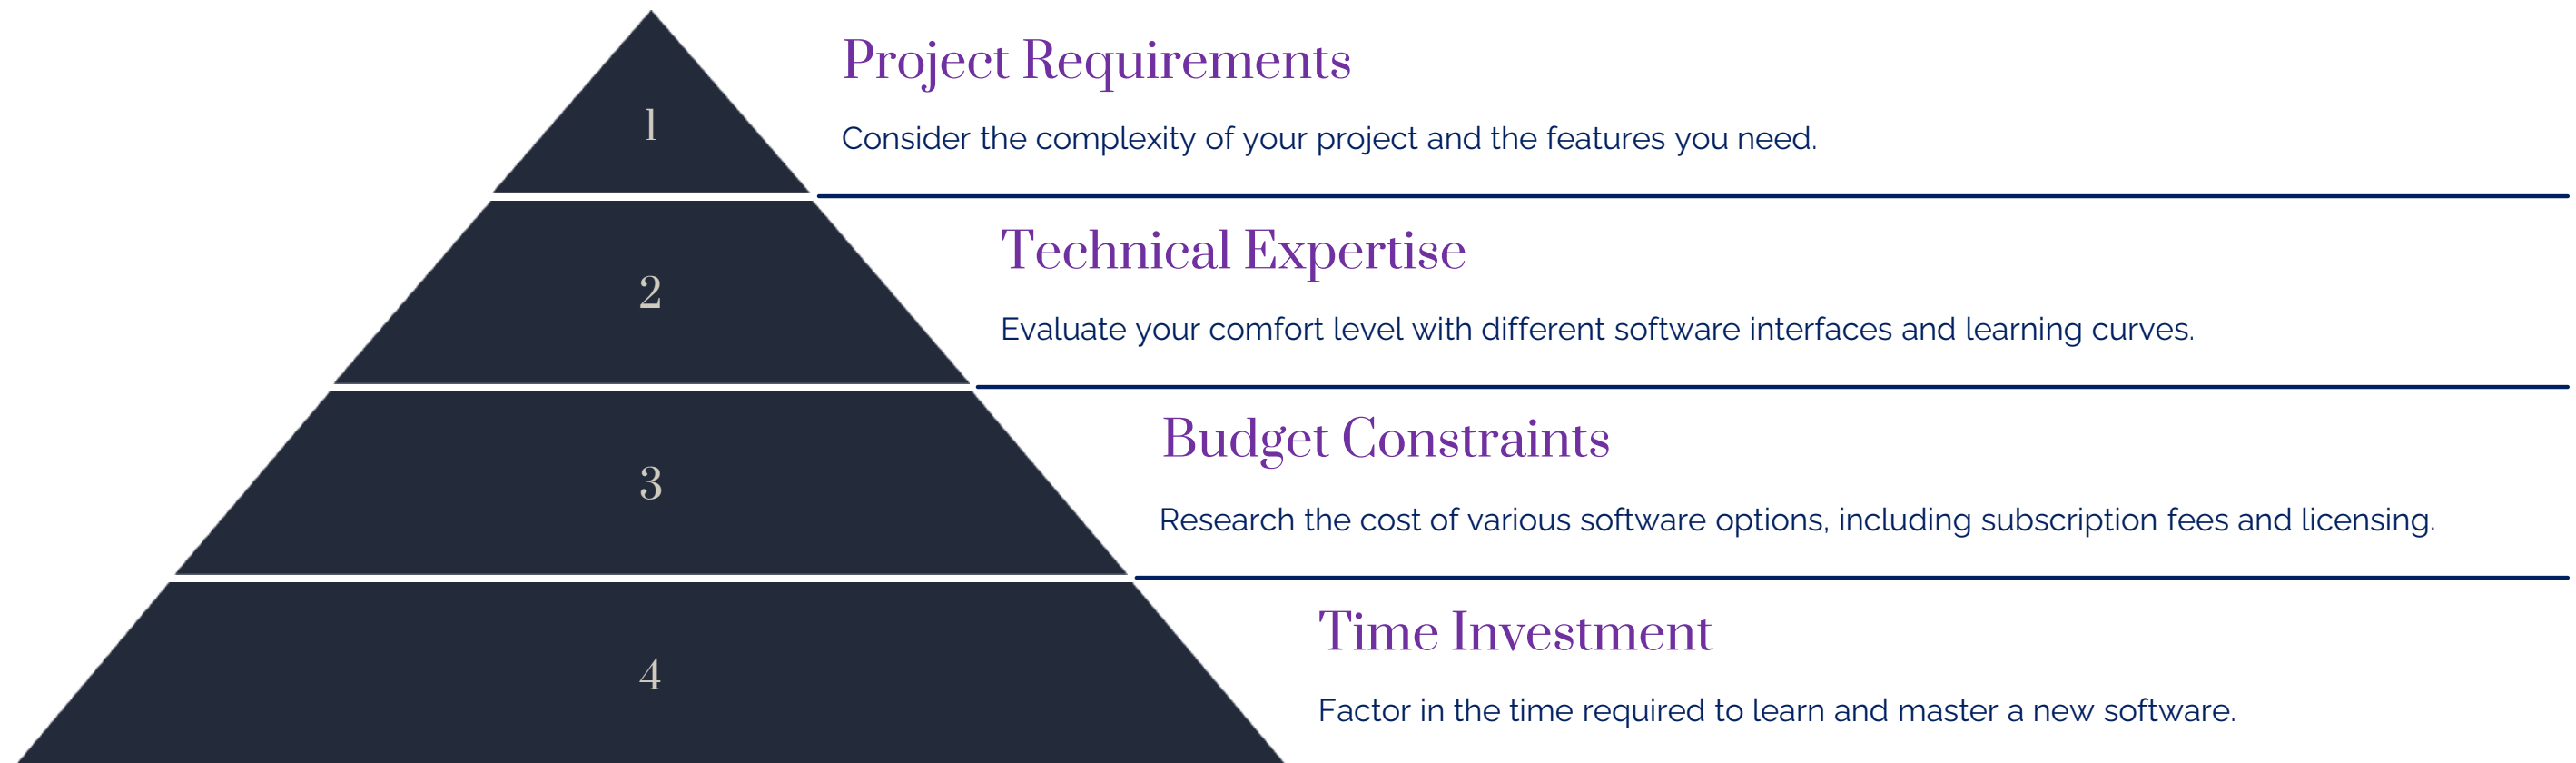 1
Project Requirements
Consider the complexity of your project and the features you need.
2
Technical Expertise
Evaluate your comfort level with different software interfaces and learning curves.
3
Budget Constraints
Research the cost of various software options, including subscription fees and licensing.
4
Time Investment
Factor in the time required to learn and master a new software.